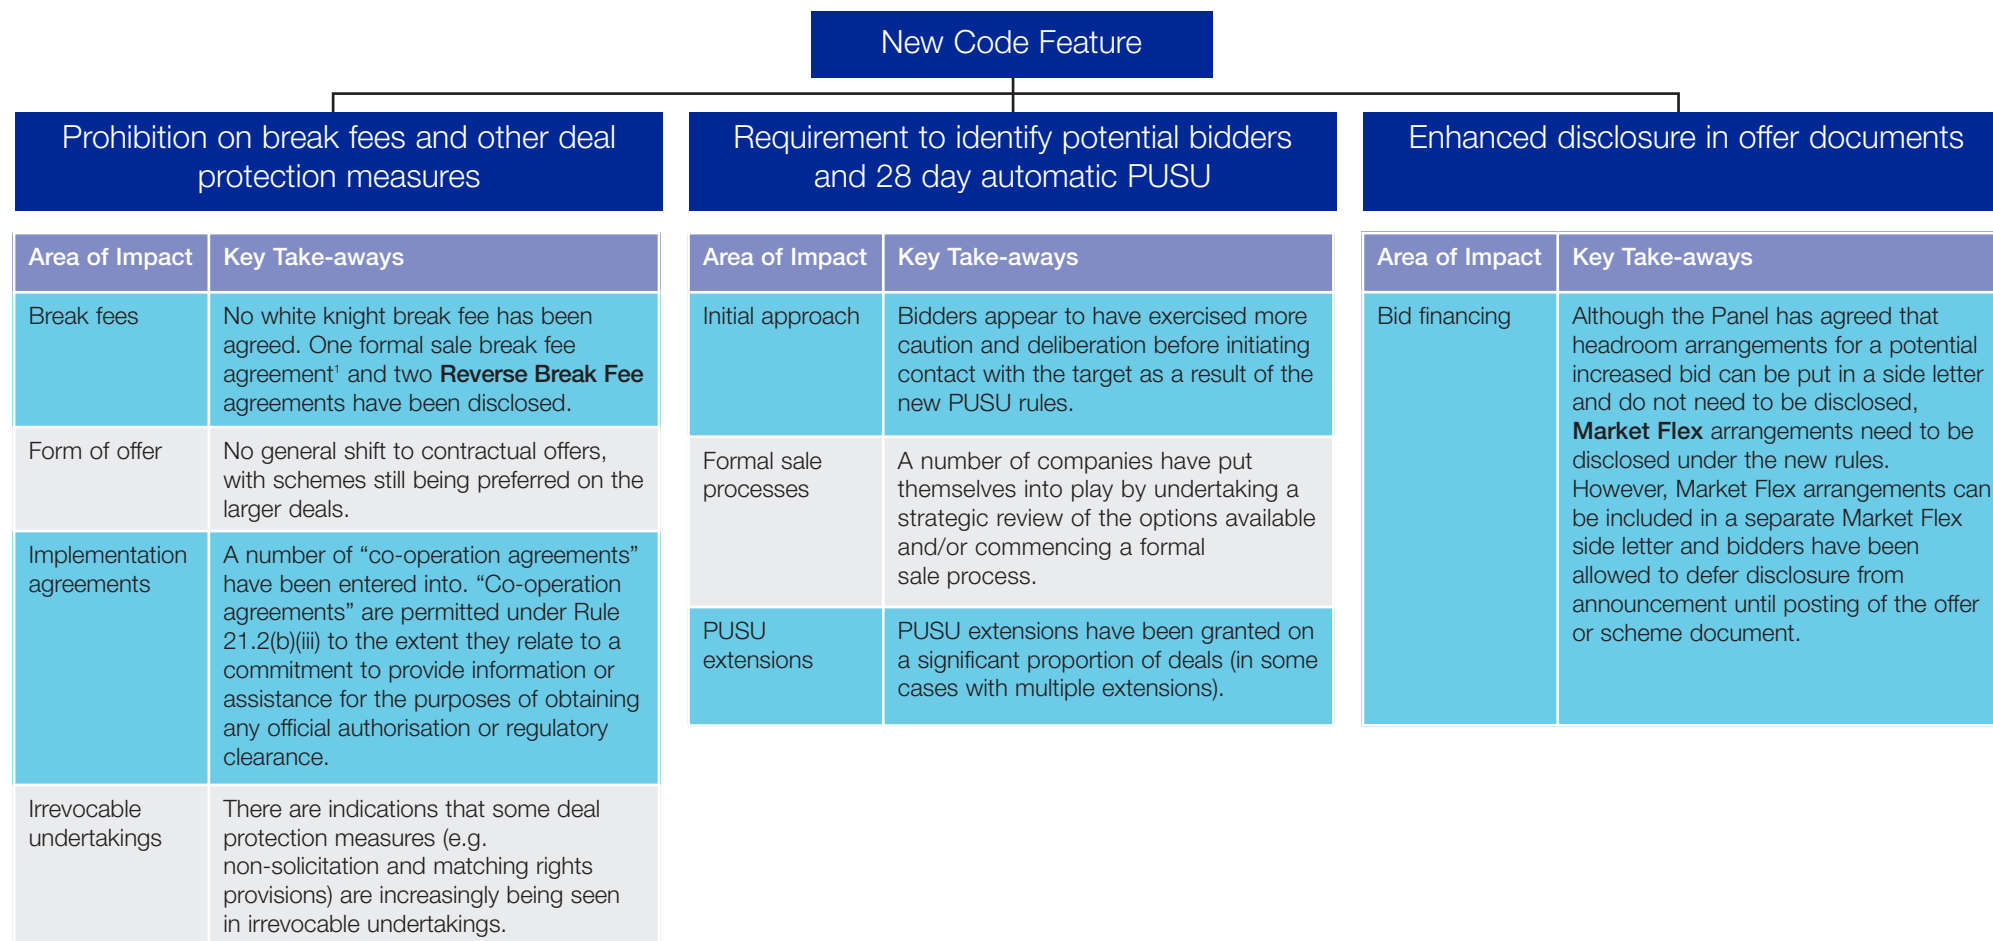 New Code Feature
Prohibition on break fees and other deal
protection measures
Area of Impact
Key Take-aways
Break fees
No white knight break fee has been
agreed. One formal sale break fee
agreement¹ and two Reverse Break Fee
agreements have been disclosed.
Form of offer
No general shift to contractual offers,
with schemes still being preferred on the
larger deals.
Implementation
agreements
A number of “co-operation agreements”
have been entered into. “Co-operation
agreements” are permitted under Rule
21.2(b)(iii) to the extent they relate to a
commitment to provide information or
assistance for the purposes of obtaining
any official authorisation or regulatory
clearance.
Irrevocable
undertakings
There are indications that some deal
protection measures (e.g.
non-solicitation and matching rights
provisions) are increasingly being seen
in irrevocable undertakings.
Requirement to identify potential bidders
and 28 day automatic PUSU
Area of Impact
Key Take-aways
Initial approach
Bidders appear to have exercised more
caution and deliberation before initiating
contact with the target as a result of the
new PUSU rules.
Formal sale
processes
A number of companies have put
themselves into play by undertaking a
strategic review of the options available
and/or commencing a formal
sale process.
PUSU
extensions
PUSU extensions have been granted on
a significant proportion of deals (in some
cases with multiple extensions).
Enhanced disclosure in offer documents
Area of Impact
Key Take-aways
Bid financing
Although the Panel has agreed that
headroom arrangements for a potential
increased bid can be put in a side letter
and do not need to be disclosed,
Market Flex arrangements need to be
disclosed under the new rules.
However, Market Flex arrangements can
be included in a separate Market Flex
side letter and bidders have been
allowed to defer disclosure from
announcement until posting of the offer
or scheme document.